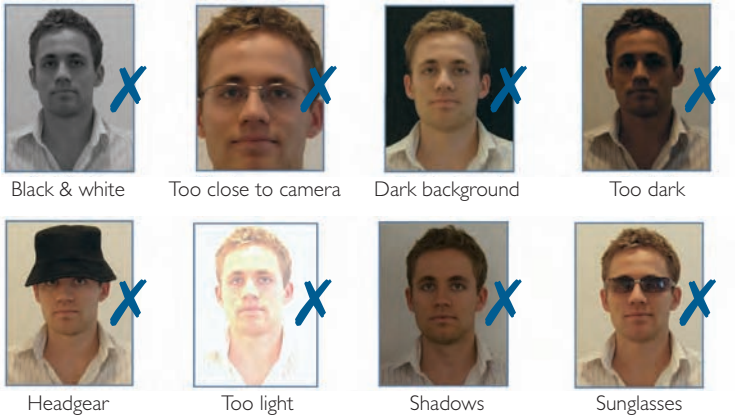 Black & white
Too close to camera
Dark background
Too dark
Headgear
Too light
Shadows
Sunglasses